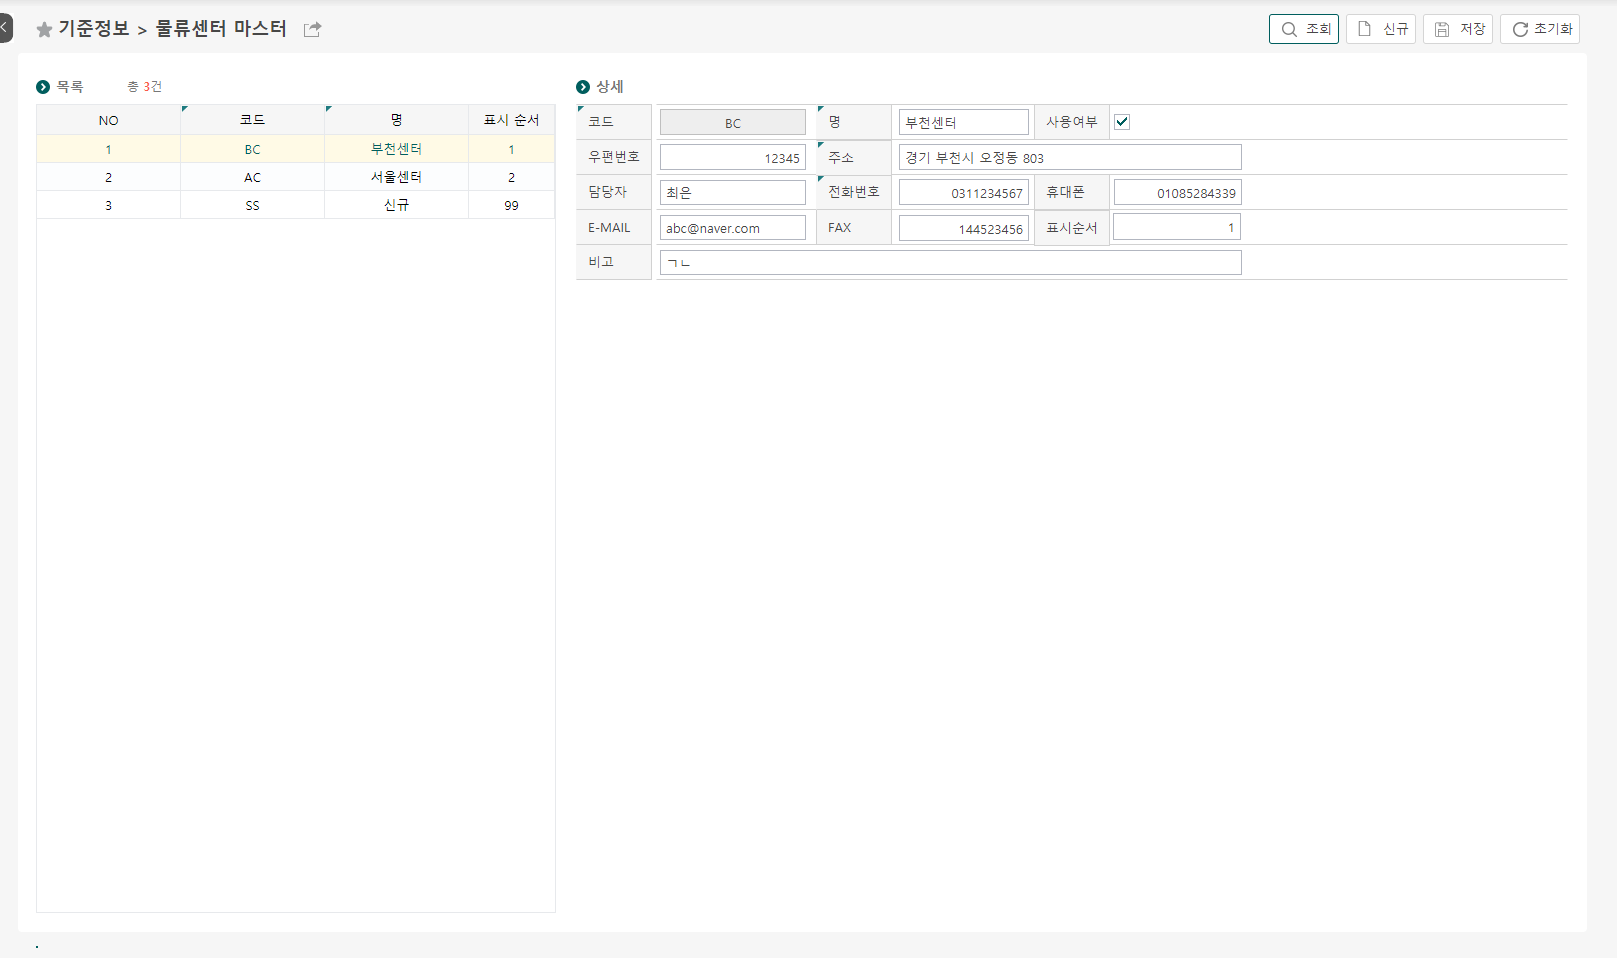 기준정보 > 물류센터 마스터
조회 신규 저장 초기화
목록 총 3건
NO 코드 명 표시 순서
1 BC 부천센터 1
2 AC 서울센터 2
3 SS 신규 99
상세
코드 BC 명 부천센터 사용여부
우편번호 12345 주소 경기 부천시 오정동 803
담당자 최은 전화번호 0311234567 휴대폰 01085284339
E-MAIL abc@naver.com FAX 144523456 표시순서 1
비고 ㄱㄴ